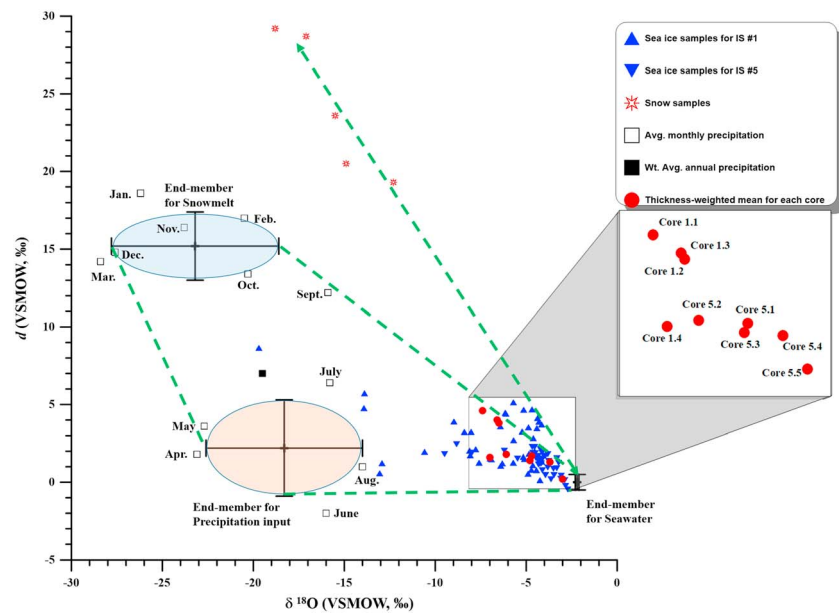 30
25
20
15
10
5
0
-5
d (VSMOW, ‰)
-30
-25
-20
-15
-10
-5
0
δ ¹⁸O (VSMOW, ‰)
Sea ice samples for IS #1
Sea ice samples for IS #5
Snow samples
Avg. monthly precipitation
Wt. Avg. annual precipitation
Thickness-weighted mean for each core
Jan.
End-member
for Snowmelt
Feb.
Nov.
Dec.
Mar.
Oct.
Sept.
July
May
Apr.
Aug.
End-member for
Precipitation input
June
End-member
for Seawater
Core 1.1
Core 1.3
Core 1.2
Core 5.2
Core 5.1
Core 1.4
Core 5.3
Core 5.4
Core 5.5